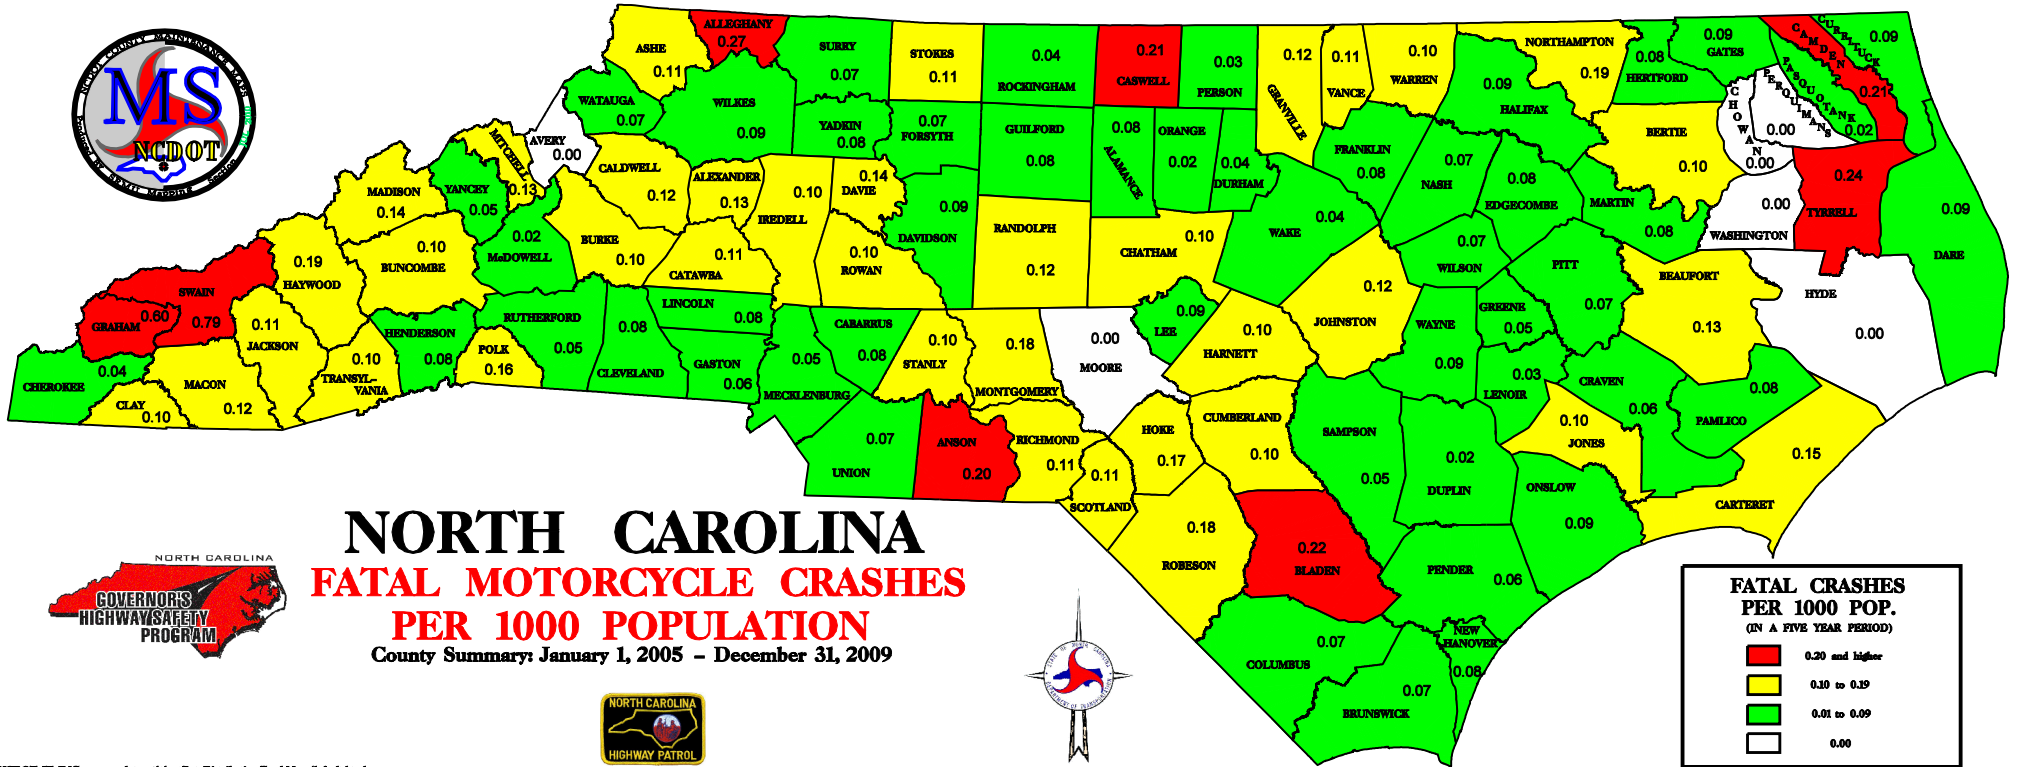 NCDOT COUNTY MAINTENANCE MAPS
MS
NCDOT
Produced By SPMU Mapping Section
ALLEGHANY
0.27
ASHE
0.11
SURRY
0.07
STOKES
0.11
0.04
ROCKINGHAM
0.21
CASWELL
0.03
PERSON
0.12
GRANVILLE
0.11
VANCE
0.10
WARREN
NORTHAMPTON
0.19
0.08
HERTFORD
0.09
GATES
CURRITUCK
0.09
CAMDEN
0.21
PASQUOTANK
0.02
PERQUIMANS
0.00
CHOWAN
0.00
WATAUGA
0.07
WILKES
0.09
YADKIN
0.08
0.07
FORSYTH
GUILFORD
0.08
0.08
ALAMANCE
ORANGE
0.02
0.04
DURHAM
FRANKLIN
0.08
0.09
HALIFAX
0.07
NASH
0.08
EDGECOMBE
BERTIE
0.10
MARTIN
0.08
0.00
WASHINGTON
0.24
TYRRELL
0.09
DARE
MITCHELL
0.13
AVERY
0.00
CALDWELL
0.12
ALEXANDER
0.13
0.10
IREDELL
0.14
DAVIE
0.09
DAVIDSON
RANDOLPH
0.12
0.10
CHATHAM
0.04
WAKE
0.07
WILSON
PITT
0.07
BEAUFORT
0.13
HYDE
0.00
MADISON
0.14
YANCEY
0.05
0.02
McDOWELL
BURKE
0.10
0.11
CATAWBA
0.10
ROWAN
0.10
BUNCOMBE
0.19
HAYWOOD
SWAIN
0.79
GRAHAM
0.60
0.11
JACKSON
HENDERSON
0.08
RUTHERFORD
0.05
POLK
0.16
0.08
CLEVELAND
LINCOLN
0.08
GASTON
0.06
0.05
MECKLENBURG
CABARRUS
0.08
0.10
STANLY
0.18
MONTGOMERY
0.00
MOORE
0.09
LEE
0.10
HARNETT
0.12
JOHNSTON
WAYNE
0.09
GREENE
0.05
0.03
LENOIR
CRAVEN
0.06
0.08
PAMLICO
0.04
CHEROKEE
CLAY
0.10
MACON
0.12
0.10
TRANSYL-
VANIA
0.07
UNION
ANSON
0.20
RICHMOND
0.11
0.11
SCOTLAND
HOKE
0.17
CUMBERLAND
0.10
SAMPSON
0.05
0.02
DUPLIN
0.10
JONES
ONSLOW
0.09
0.15
CARTERET
0.18
ROBESON
0.22
BLADEN
PENDER
0.06
0.07
COLUMBUS
NEW
HANOVER
0.08
0.07
BRUNSWICK
NORTH CAROLINA
FATAL MOTORCYCLE CRASHES
PER 1000 POPULATION
County Summary: January 1, 2005 – December 31, 2009
NORTH CAROLINA
GOVERNOR'S
HIGHWAY SAFETY
PROGRAM
NORTH CAROLINA
HIGHWAY PATROL
STATE OF NORTH CAROLINA
DEPARTMENT OF TRANSPORTATION
FATAL CRASHES
PER 1000 POP.
(IN A FIVE YEAR PERIOD)
0.20 and higher
0.10 to 0.19
0.01 to 0.09
0.00